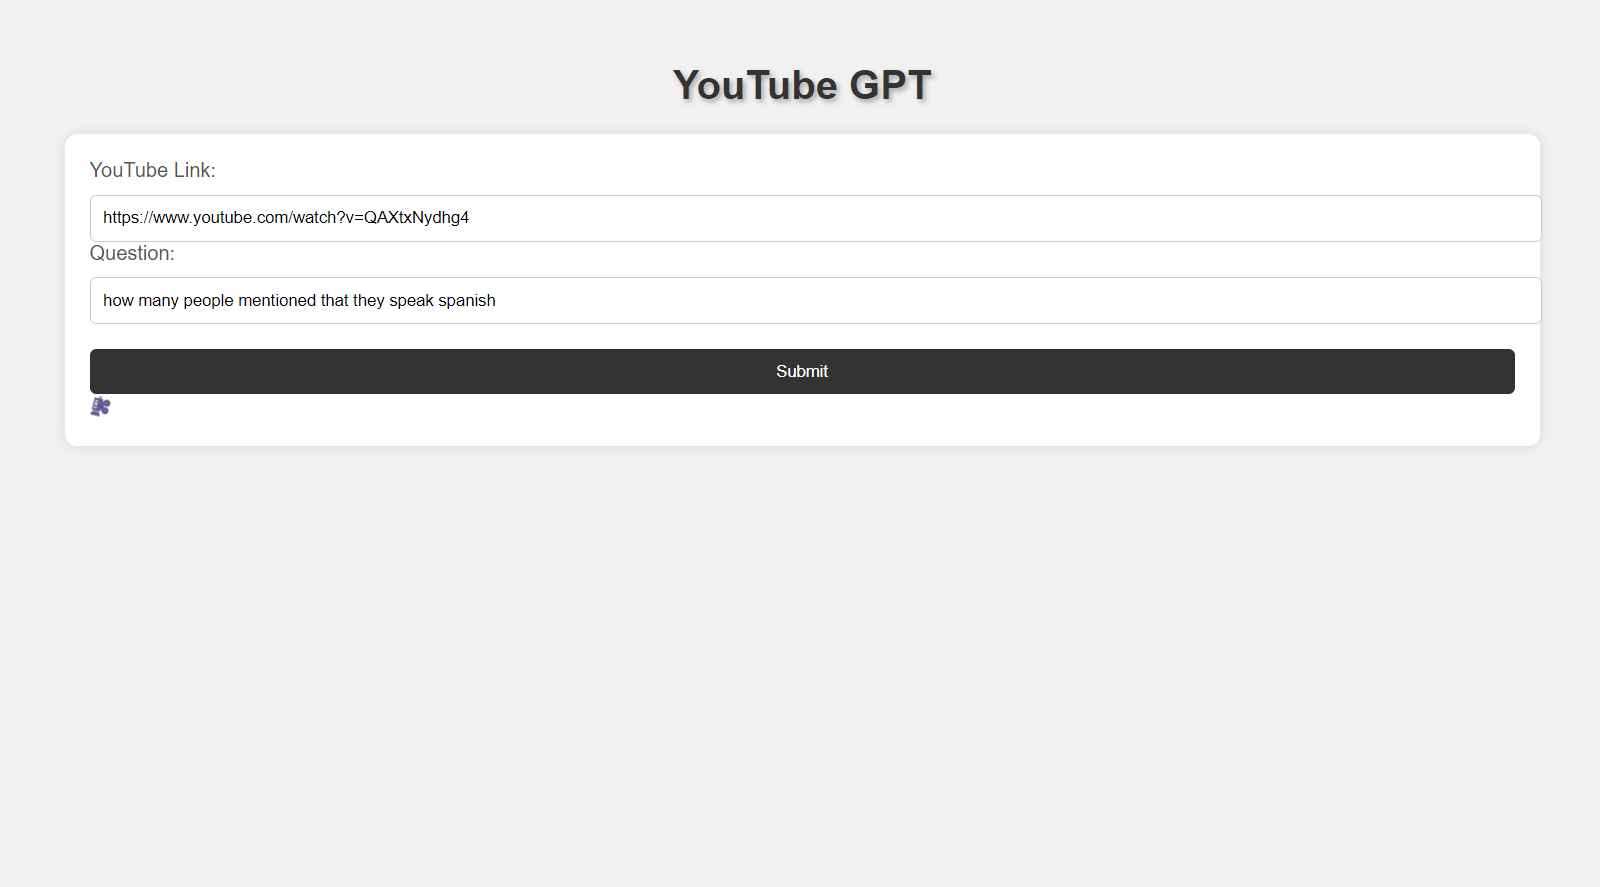 YouTube GPT
YouTube Link:
https://www.youtube.com/watch?v=QAXtxNydhg4
Question:
how many people mentioned that they speak spanish
Submit